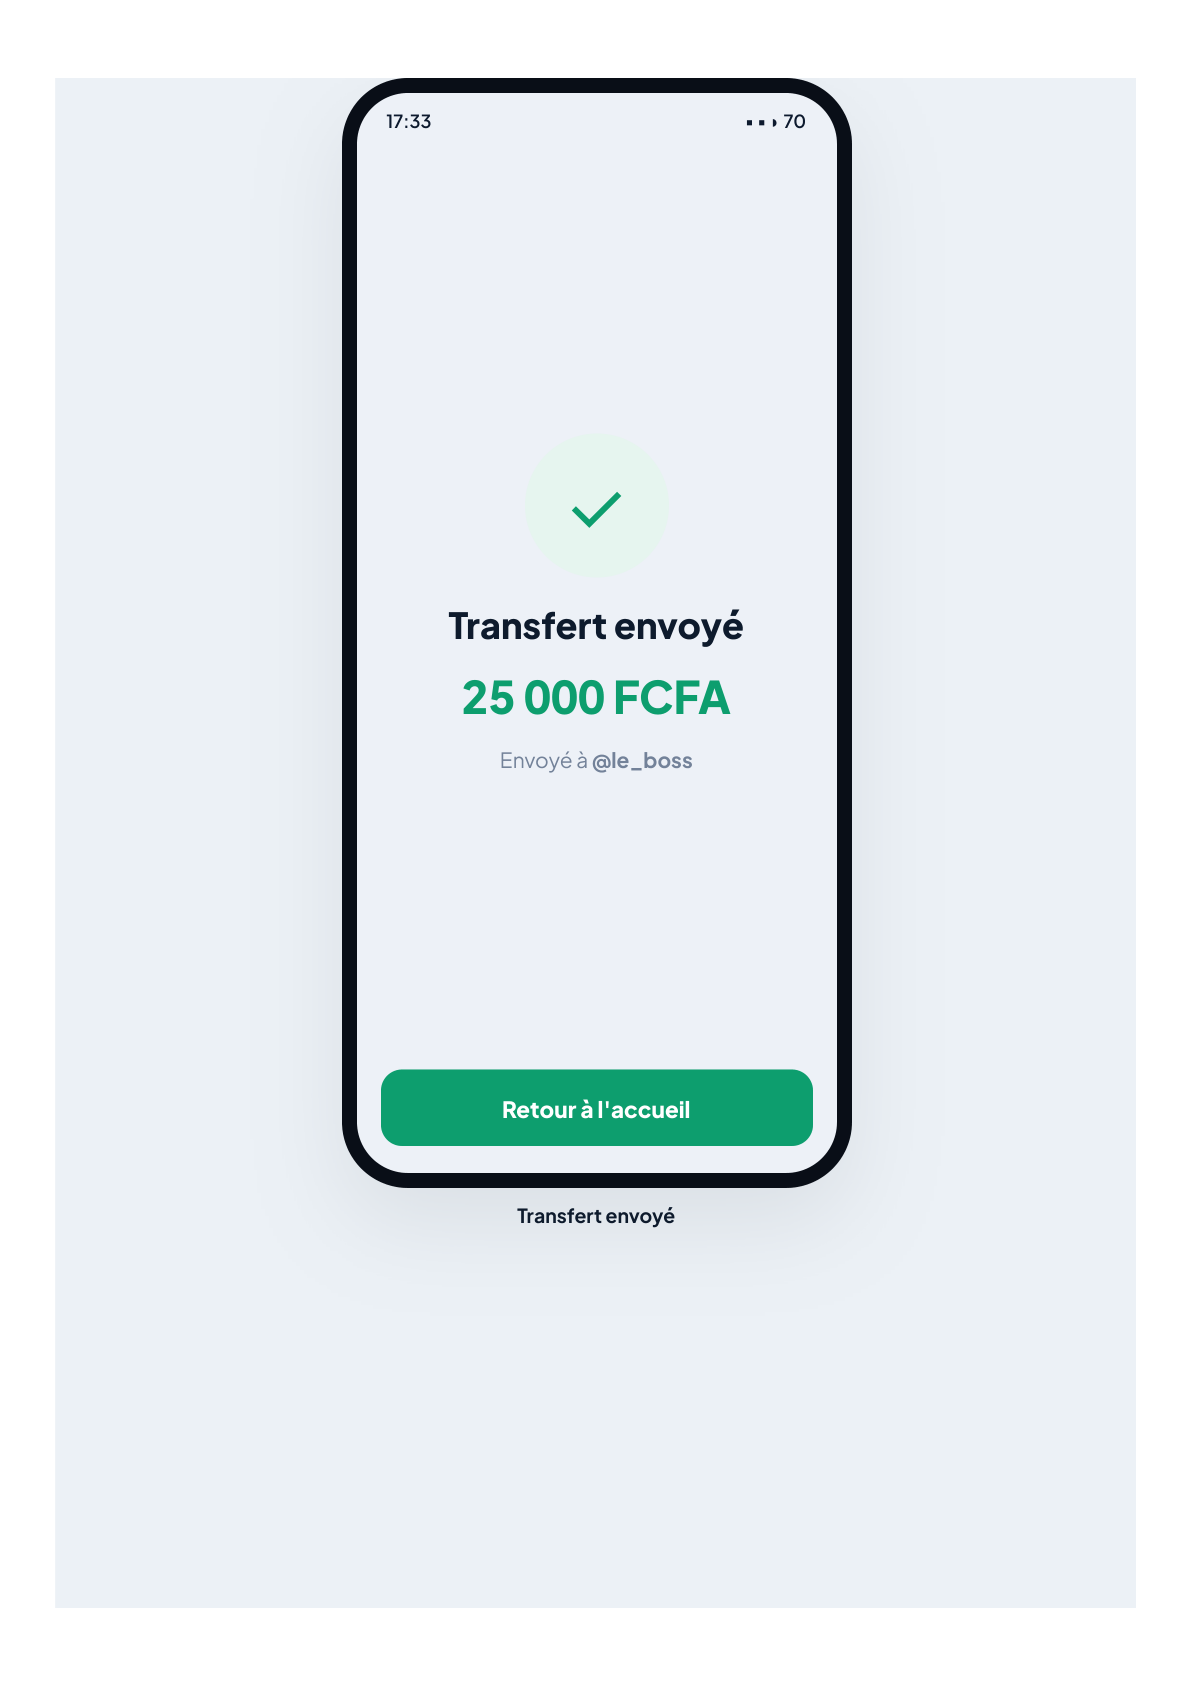 17:33
70
Transfert envoyé
25 000 FCFA
Envoyé à @le_boss
Retour à l'accueil
Transfert envoyé